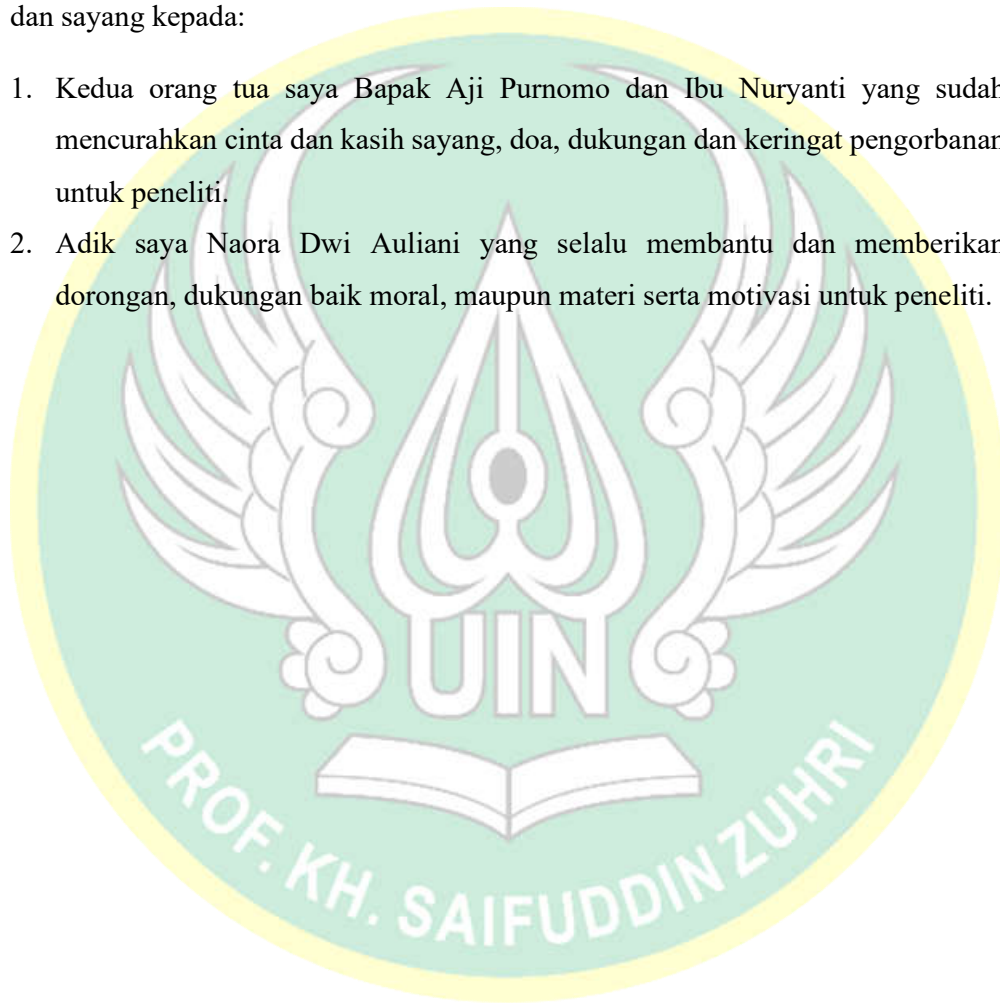 dan sayang kepada:
1. Kedua orang tua saya Bapak Aji Purnomo dan Ibu Nuryanti yang sudah
mencurahkan cinta dan kasih sayang, doa, dukungan dan keringat pengorbanan
untuk peneliti.
2. Adik saya Naora Dwi Auliani yang selalu membantu dan memberikan
dorongan, dukungan baik moral, maupun materi serta motivasi untuk peneliti.
UIN
PROF. KH. SAIFUDDIN ZUHRI